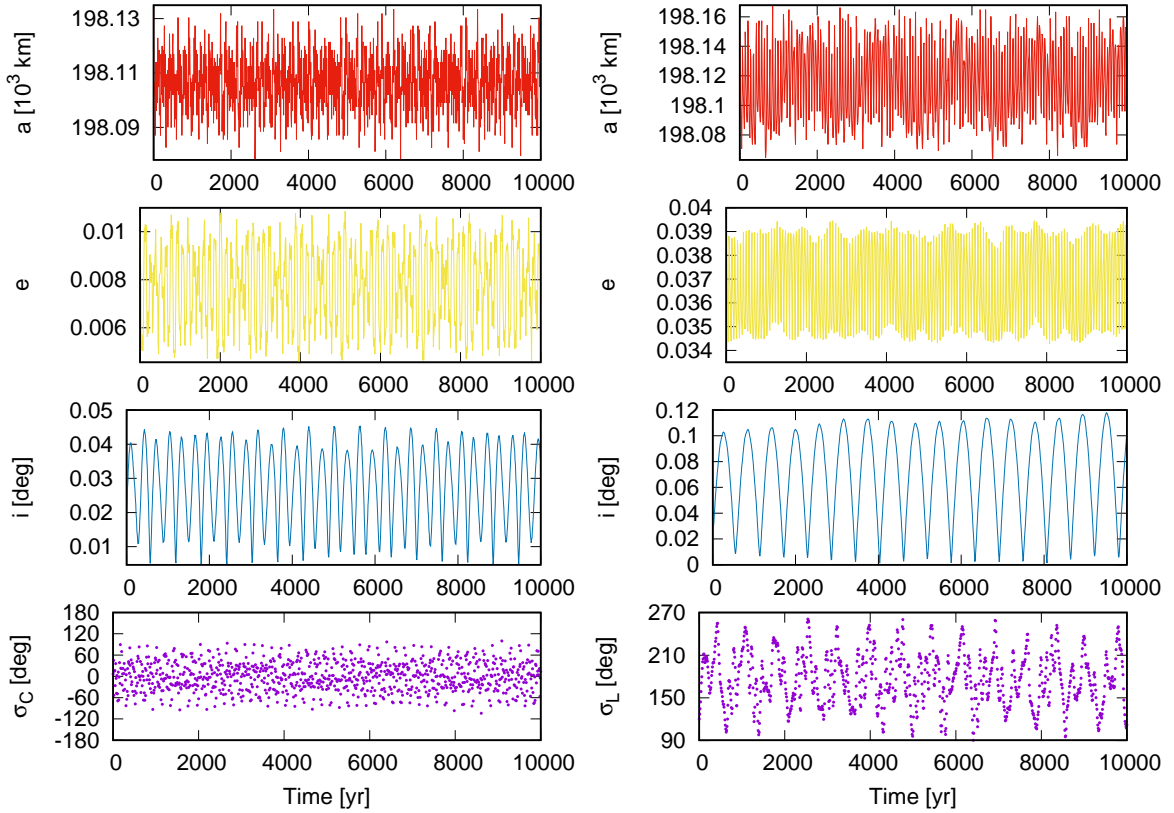 198.13
198.11
198.09
a [10³ km]
0 2000 4000 6000 8000 10000
198.16
198.14
198.12
198.1
198.08
a [10³ km]
0 2000 4000 6000 8000 10000
0.01
0.008
0.006
e
0 2000 4000 6000 8000 10000
0.04
0.039
0.038
0.037
0.036
0.035
0.034
e
0 2000 4000 6000 8000 10000
0.05
0.04
0.03
0.02
0.01
i [deg]
0 2000 4000 6000 8000 10000
0.12
0.1
0.08
0.06
0.04
0.02
0
i [deg]
0 2000 4000 6000 8000 10000
180
120
60
0
-60
-120
-180
σ_C [deg]
0 2000 4000 6000 8000 10000
Time [yr]
270
210
150
90
σ_L [deg]
0 2000 4000 6000 8000 10000
Time [yr]